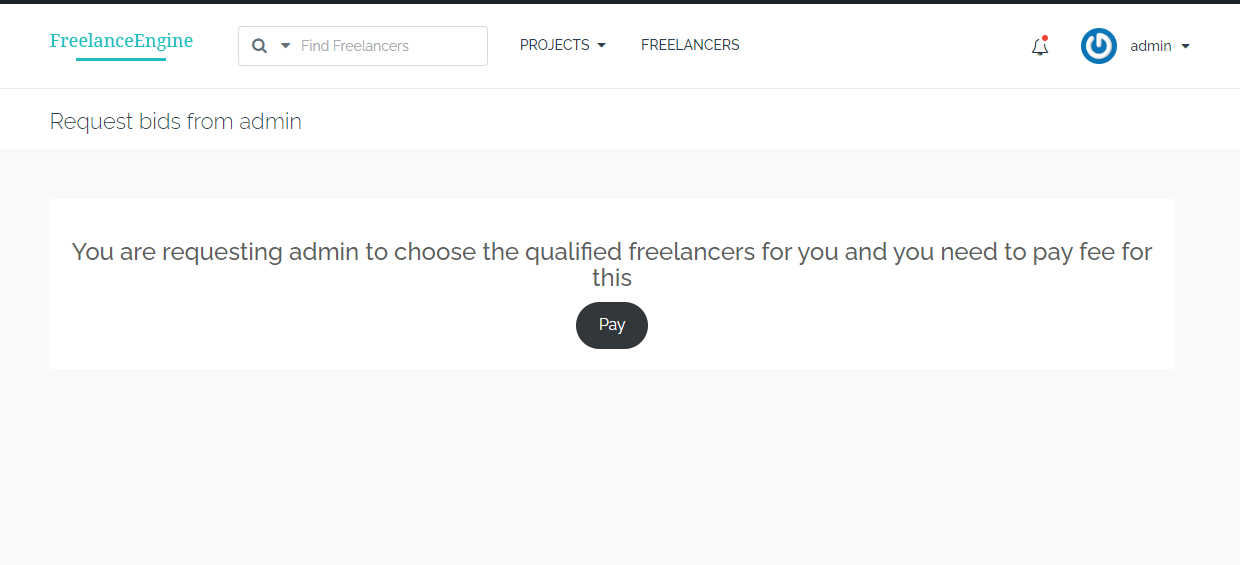 FreelanceEngine
Find Freelancers
PROJECTS
FREELANCERS
admin
Request bids from admin
You are requesting admin to choose the qualified freelancers for you and you need to pay fee for
this
Pay